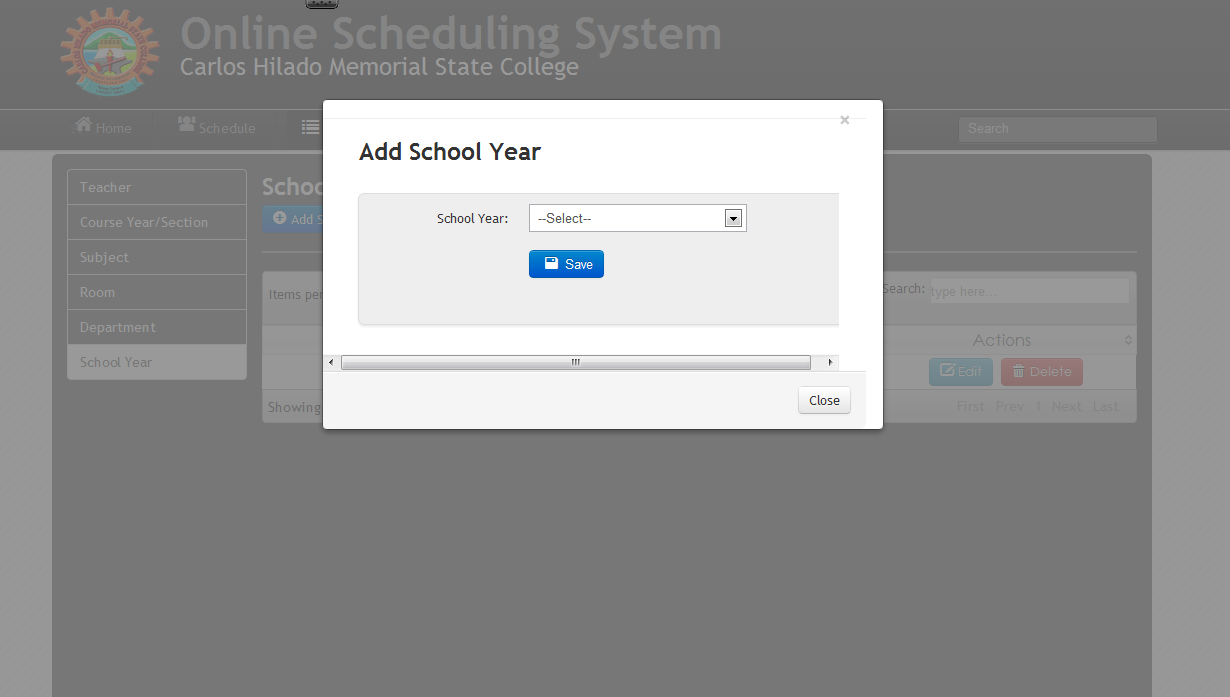 Online Scheduling System
Carlos Hilado Memorial State College
Home
Schedule
Search
×
Add School Year
Teacher
Course Year/Section
Subject
Room
Department
School Year
Schoo
Add S
School Year:
--Select--
Save
Items per
Search:
type here...
Actions
Edit
Delete
Showing
First Prev 1 Next Last
Close